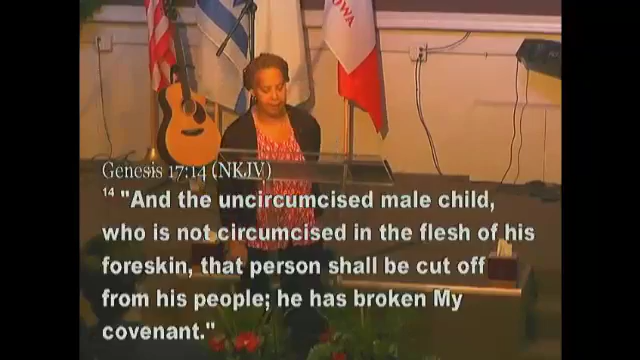 IOWA
Genesis 17:14 (NKJV)
14 "And the uncircumcised male child,
who is not circumcised in the flesh of his
foreskin, that person shall be cut off
from his people; he has broken My
covenant."